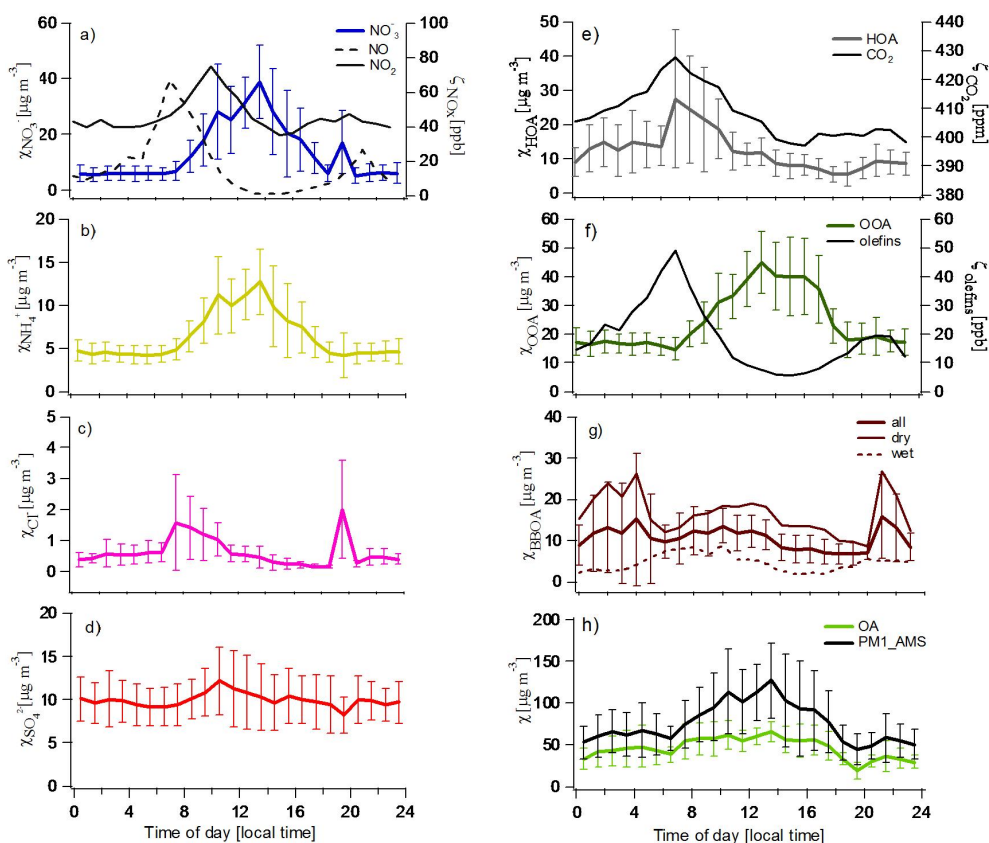 a)
NO⁻₃
NO
NO₂
χNO₃⁻ [µg m⁻³]
ζ NOx [ppb]
60
40
20
0
100
80
60
40
20
0
b)
χNH₄⁺ [µg m⁻³]
20
15
10
5
0
c)
χCl⁻ [µg m⁻³]
5
4
3
2
1
0
d)
χSO₄²⁻ [µg m⁻³]
20
15
10
5
0
0 4 8 12 16 20 24
Time of day [local time]
e)
HOA
CO₂
χHOA [µg m⁻³]
ζ CO₂ [ppm]
50
40
30
20
10
0
440
430
420
410
400
390
380
f)
OOA
olefins
χOOA [µg m⁻³]
ζ olefins [ppb]
60
50
40
30
20
10
0
60
50
40
30
20
10
0
g)
all
dry
wet
χBBOA [µg m⁻³]
40
30
20
10
0
h)
OA
PM1_AMS
χ [µg m⁻³]
200
150
100
50
0
0 4 8 12 16 20 24
Time of day [local time]